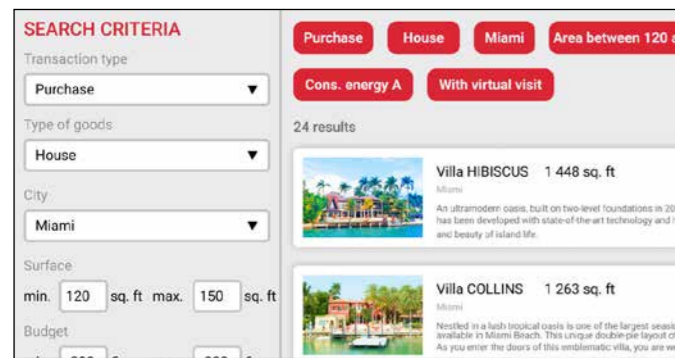 SEARCH CRITERIA
Transaction type
Purchase
Type of goods
House
City
Miami
Surface
min. 120 sq. ft max. 150 sq. ft
Budget
Purchase House Miami Area between 120 a
Cons. energy A With virtual visit
24 results
Villa HIBISCUS 1 448 sq. ft
Miami
An ultramodern oasis, built on two-level foundations in 20
has been developed with state-of-the-art technology and
and beauty of island life.
Villa COLLINS 1 263 sq. ft
Miami
Nestled in a lush tropical oasis is one of the largest
available in Miami Beach. This unique double-pie layout
As you enter the doors of this emblematic villa, you are